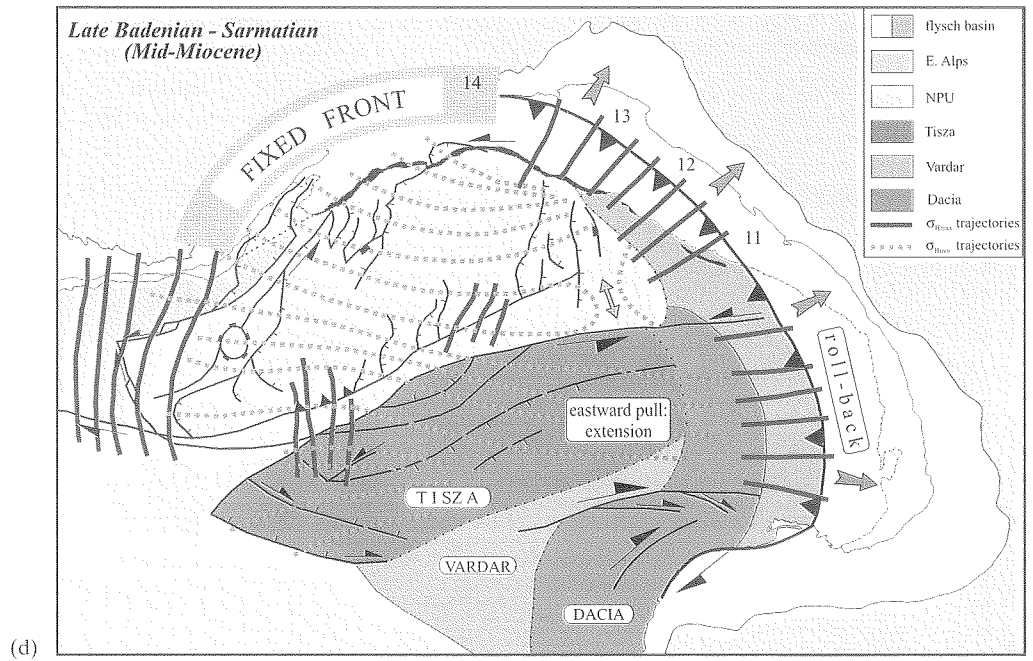 Late Badenian - Sarmatian
(Mid-Miocene)
FIXED FRONT
14
13
12
11
roll-back
eastward pull:
extension
TISZA
VARDAR
DACIA
flysch basin
E. Alps
NPU
Tisza
Vardar
Dacia
σHmax trajectories
σHmin trajectories
(d)